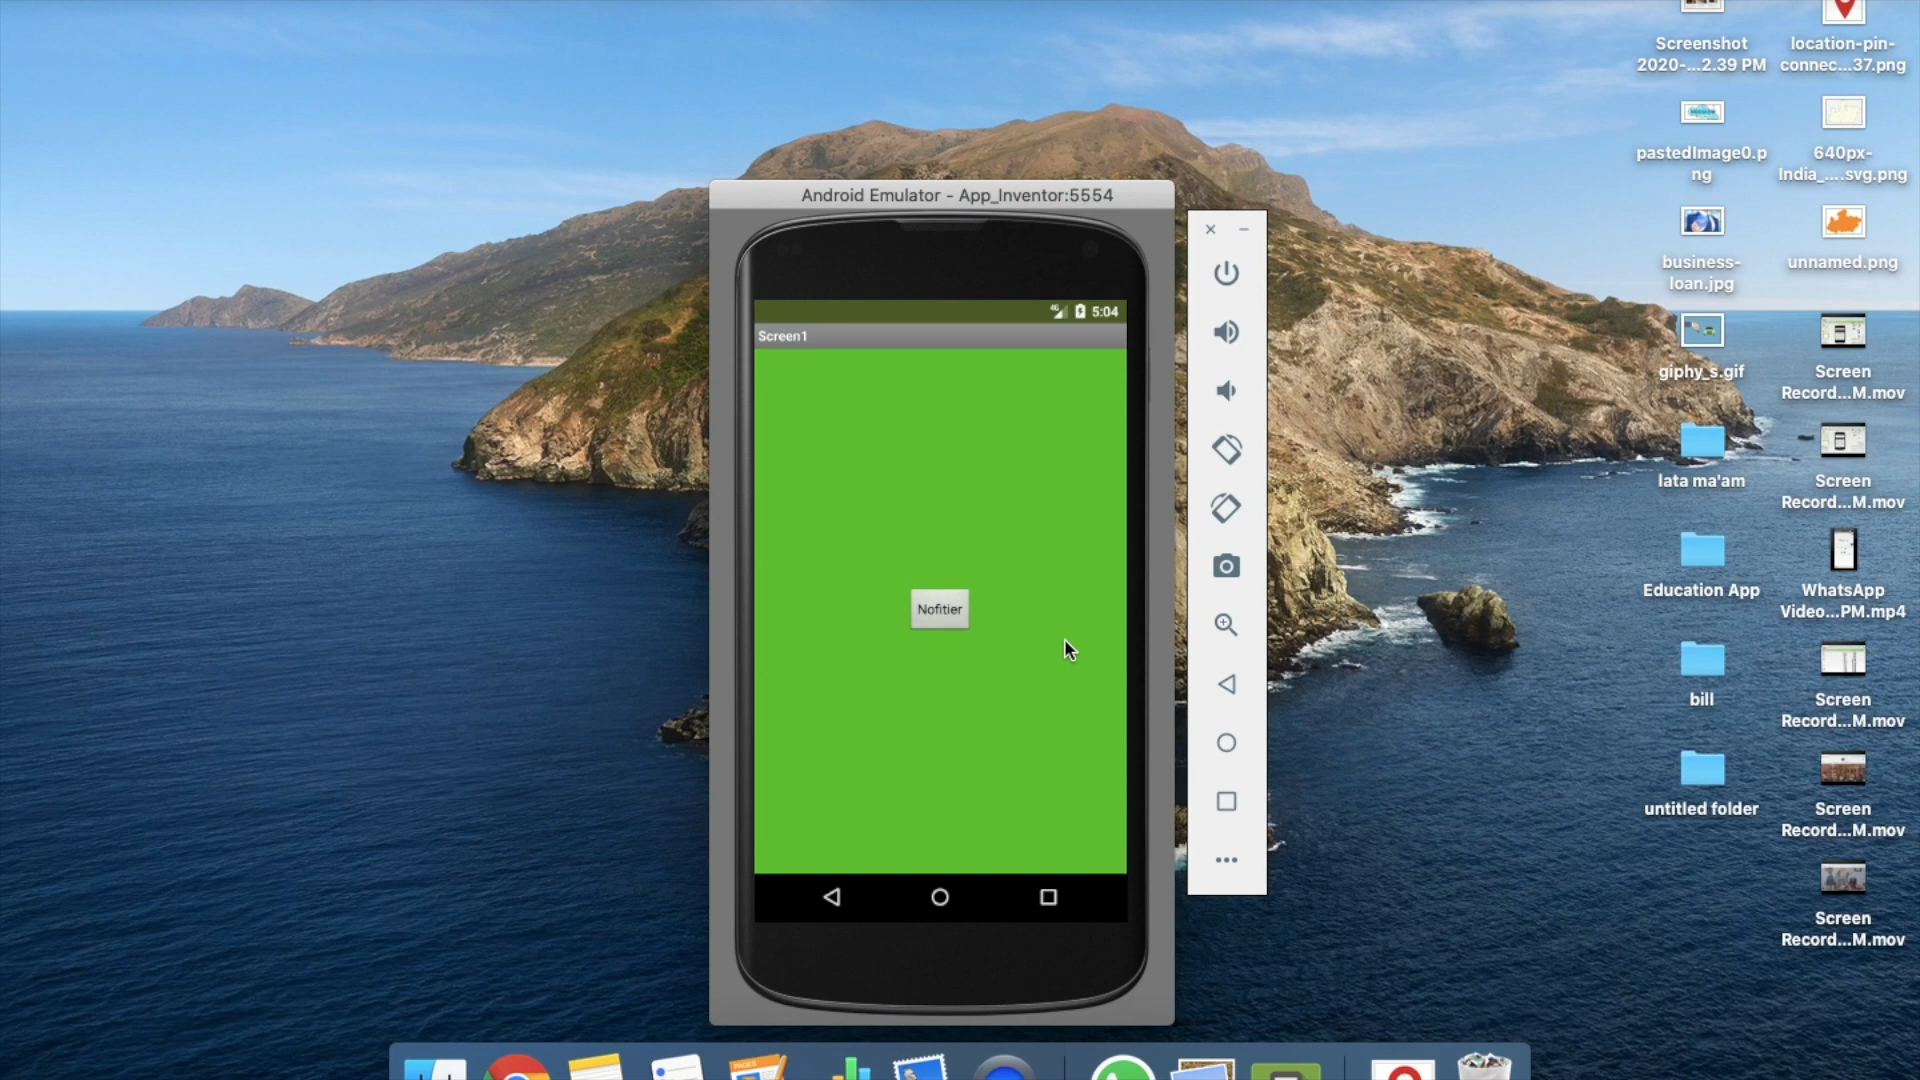 Android Emulator - App_Inventor:5554
5:04
Screen1
Nofitier
Screenshot
2020-...2.39 PM
location-pin-
connec...37.png
pastedImage0.p
ng
640px-
India_....svg.png
business-
loan.jpg
unnamed.png
giphy_s.gif
Screen
Record...M.mov
lata ma'am
Screen
Record...M.mov
Education App
WhatsApp
Video...PM.mp4
bill
Screen
Record...M.mov
untitled folder
Screen
Record...M.mov
Screen
Record...M.mov
PAGES